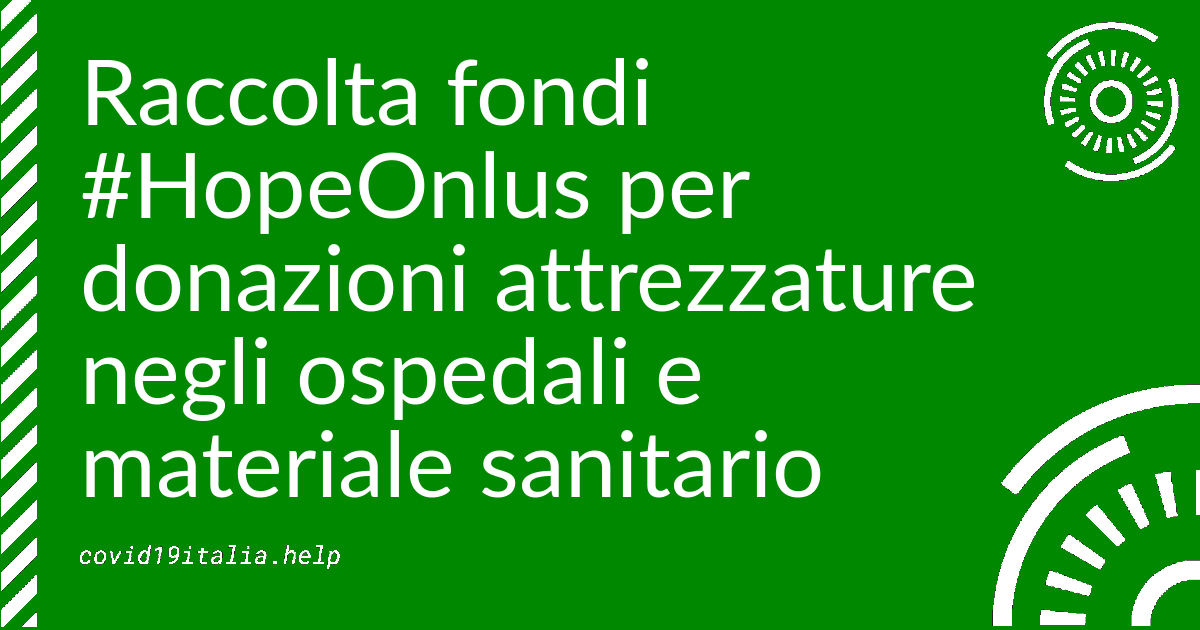 Raccolta fondi
#HopeOnlus per
donazioni attrezzature
negli ospedali e
materiale sanitario
covid19italia.help